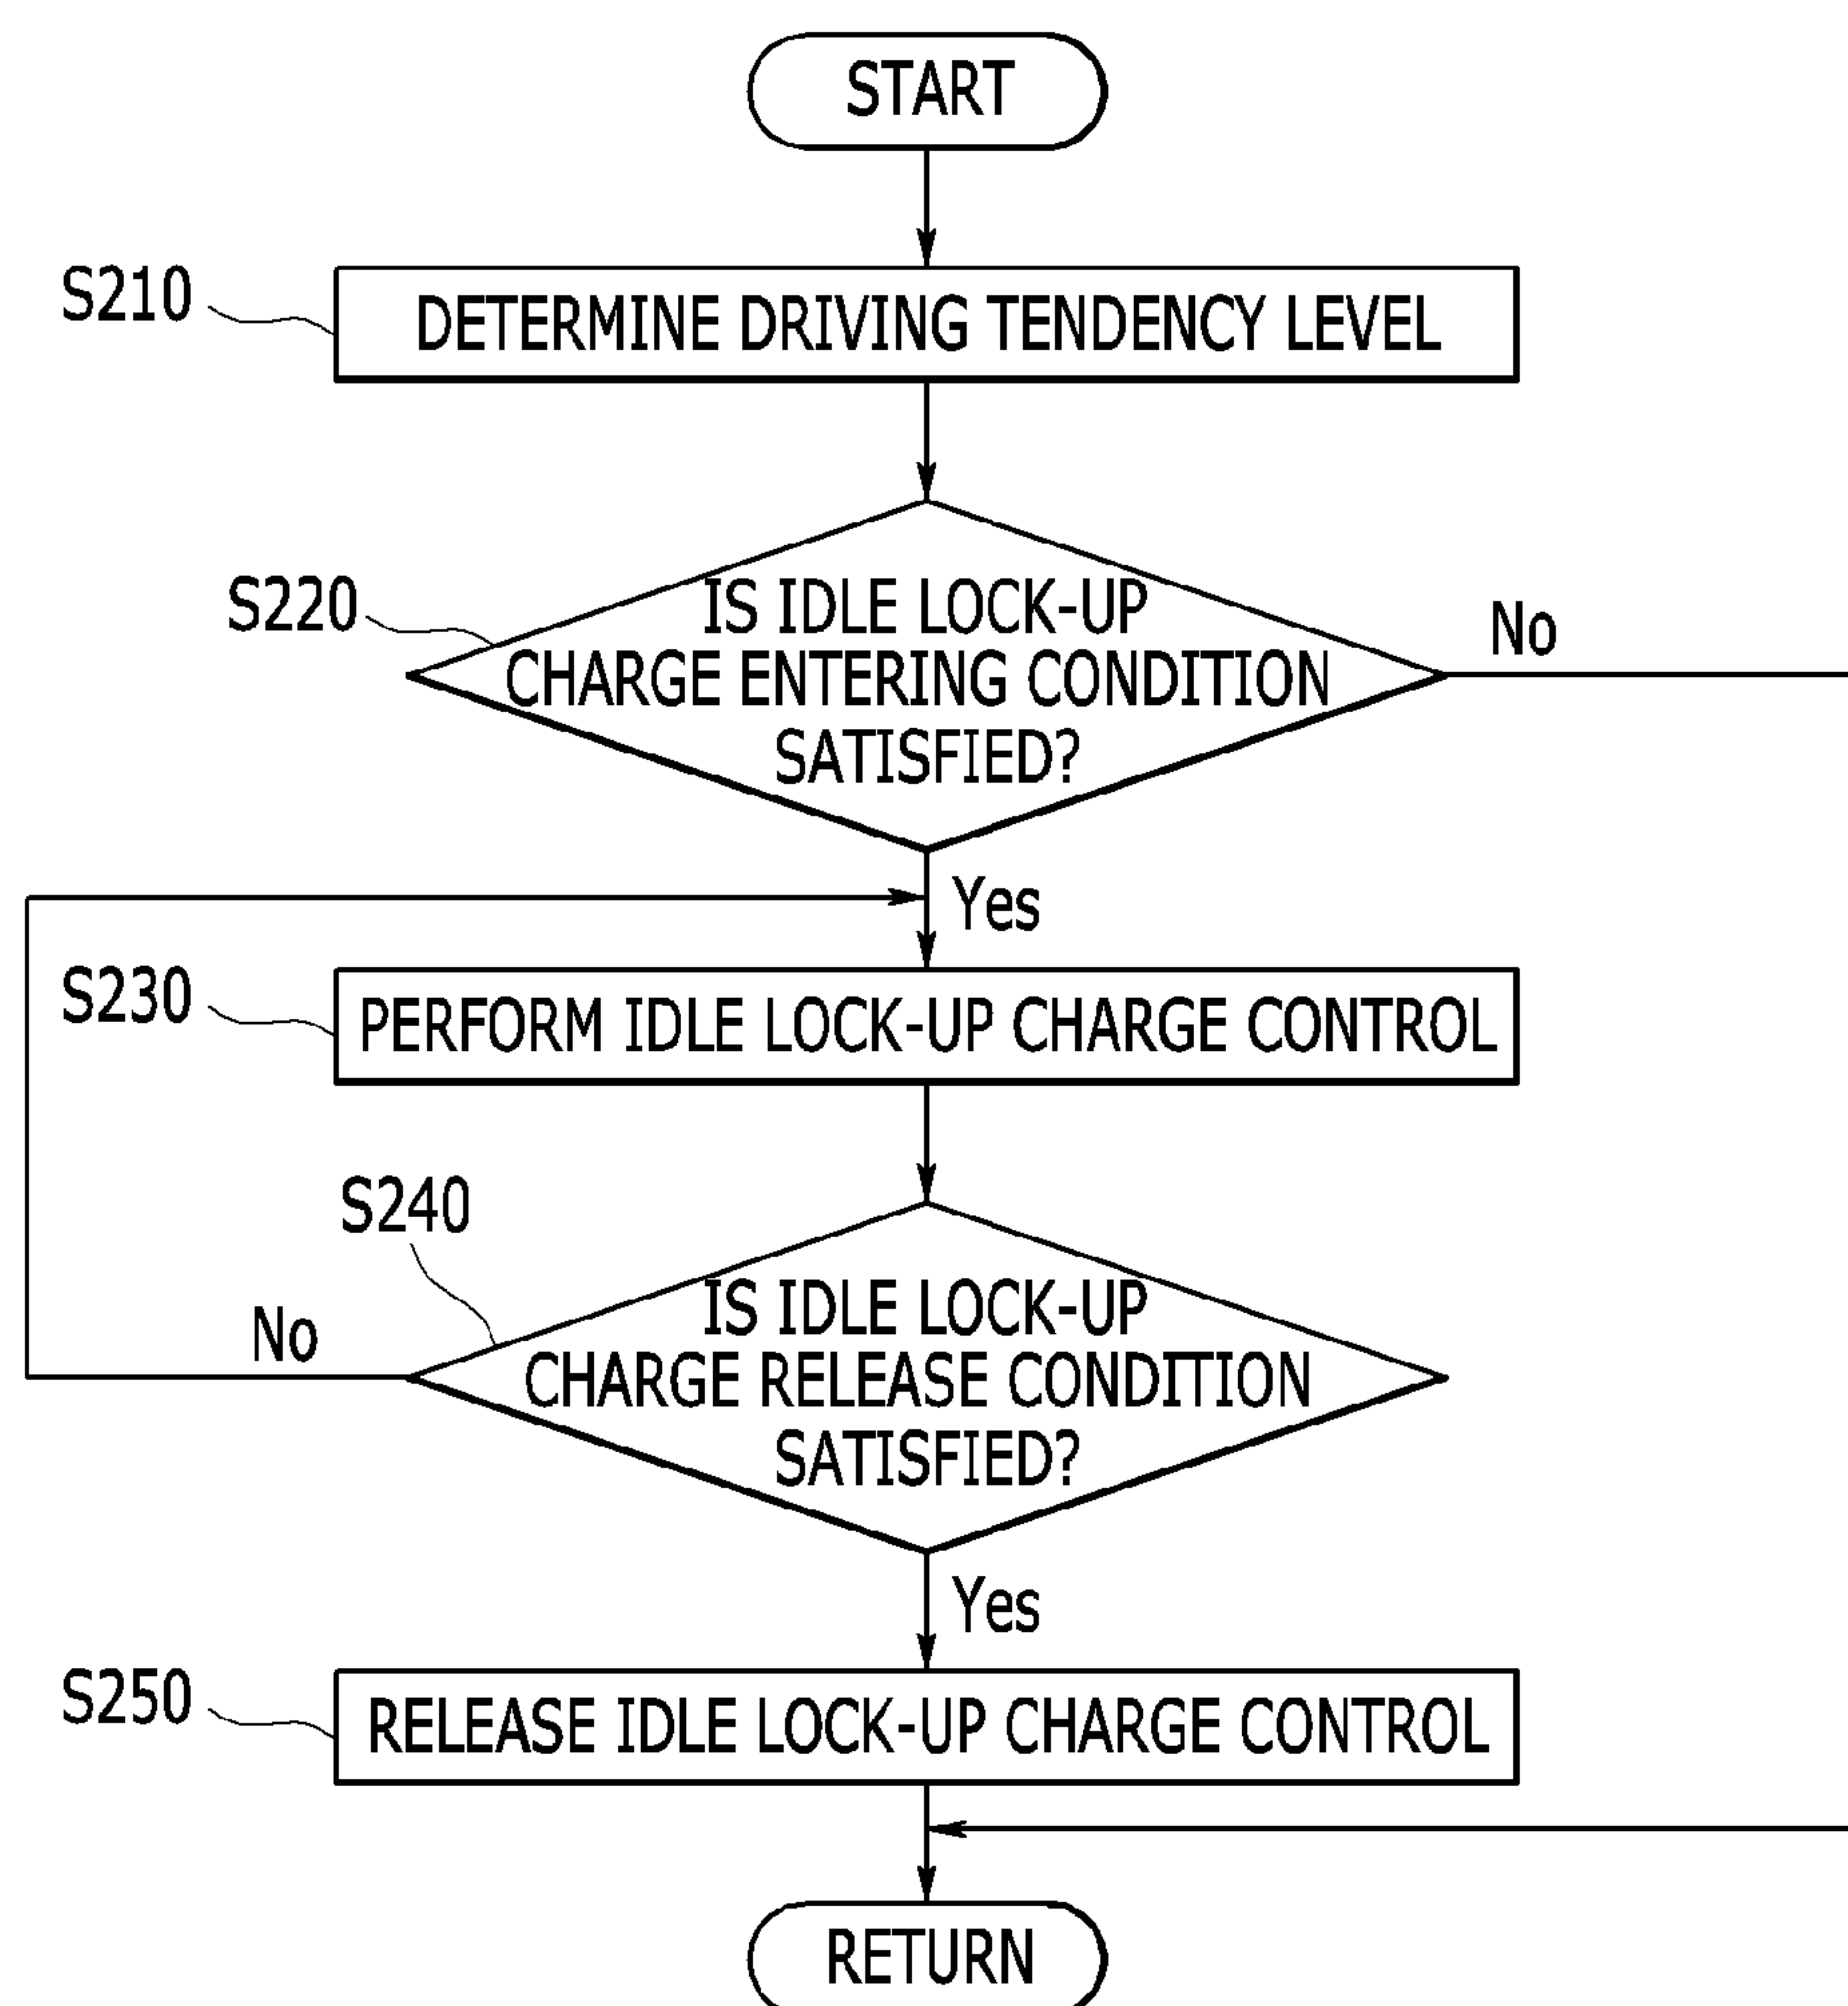 START
S210
DETERMINE DRIVING TENDENCY LEVEL
S220
IS IDLE LOCK-UP
CHARGE ENTERING CONDITION
SATISFIED?
No
Yes
S230
PERFORM IDLE LOCK-UP CHARGE CONTROL
S240
IS IDLE LOCK-UP
CHARGE RELEASE CONDITION
SATISFIED?
No
Yes
S250
RELEASE IDLE LOCK-UP CHARGE CONTROL
RETURN